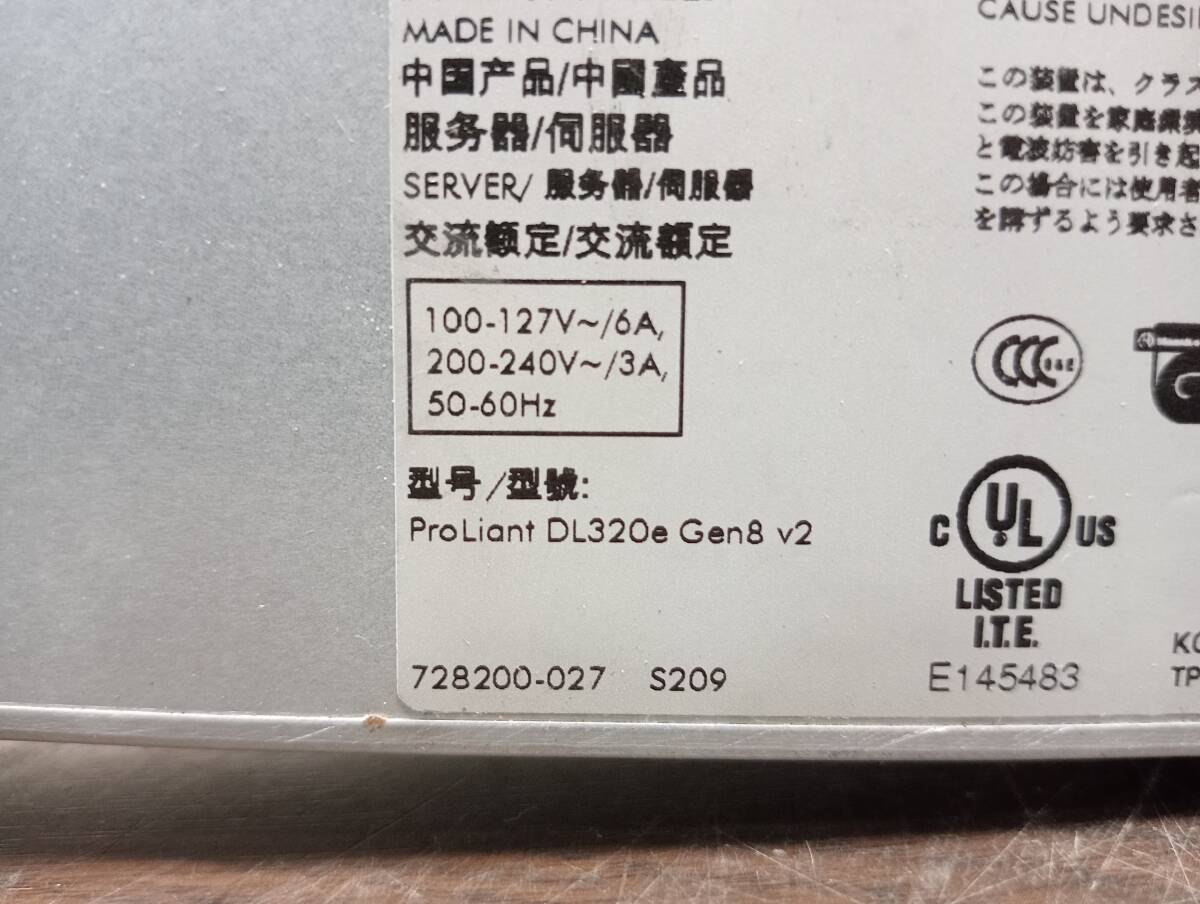 MADE IN CHINA
中国产品/中國產品
服务器/伺服器
SERVER/ 服务器/伺服器
交流额定/交流額定
100-127V~/6A,
200-240V~/3A,
50-60Hz
型号/型號:
ProLiant DL320e Gen8 v2
728200-027 S209
CAUSE UNDESI
この装置は、クラス
この装置を家庭環境
と電波妨害を引き起
この場合には使用者
を講ずるよう要求さ
CCC
C UL US
LISTED
I.T.E.
E145483
KC
TP